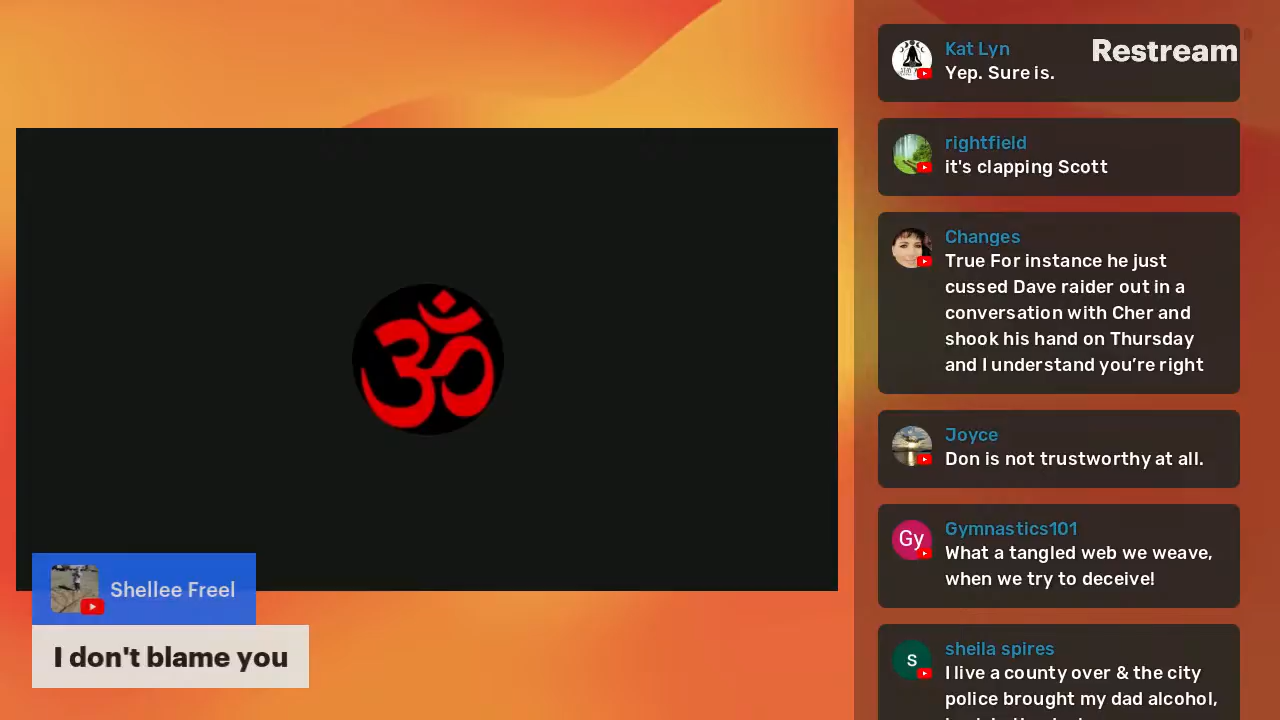 Kat Lyn
Restream
Yep. Sure is.
rightfield
it's clapping Scott
Changes
True For instance he just
cussed Dave raider out in a
conversation with Cher and
shook his hand on Thursday
and I understand you’re right
Joyce
Don is not trustworthy at all.
Gy
Gymnastics101
What a tangled web we weave,
when we try to deceive!
s
sheila spires
I live a county over & the city
police brought my dad alcohol,
ॐ
Shellee Freel
I don't blame you